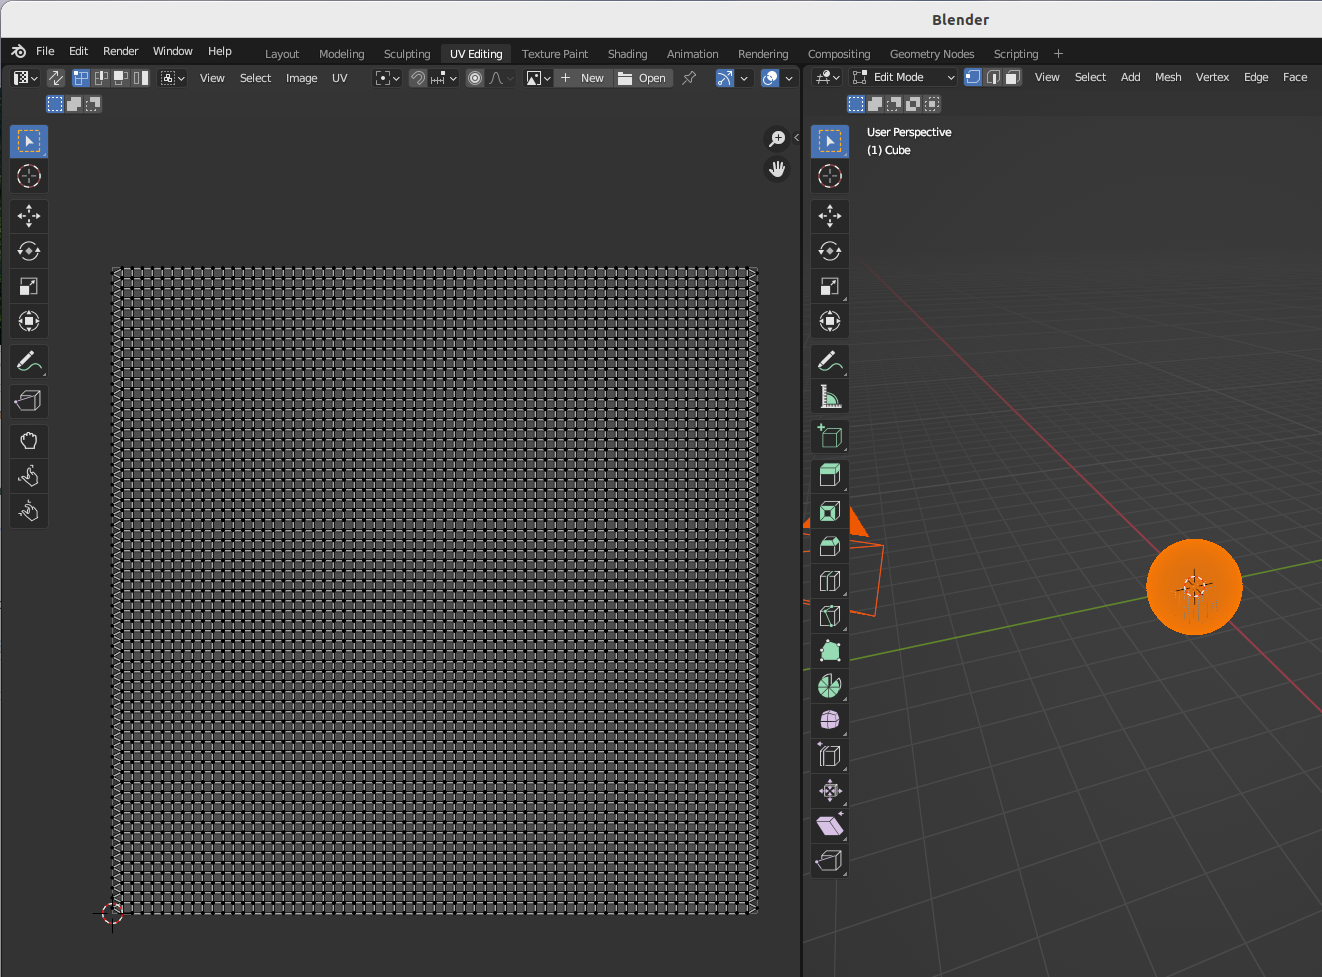 Blender
File Edit Render Window Help Layout Modeling Sculpting UV Editing Texture Paint Shading Animation Rendering Compositing Geometry Nodes Scripting +
View Select Image UV New Open Edit Mode View Select Add Mesh Vertex Edge Face
User Perspective
(1) Cube